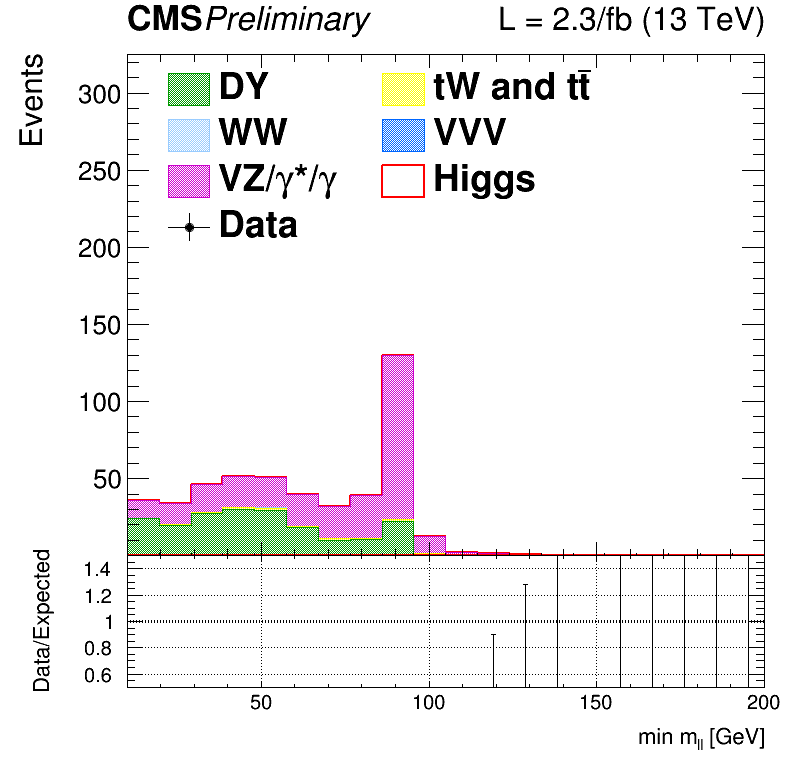 CMS Preliminary L = 2.3/fb (13 TeV)
Events
300
250
200
150
100
50
DY
tW and tt̄
WW
VVV
VZ/γ*/γ
Higgs
Data
Data/Expected
1.4
1.2
1
0.8
0.6
50 100 150 200
min m_ll [GeV]